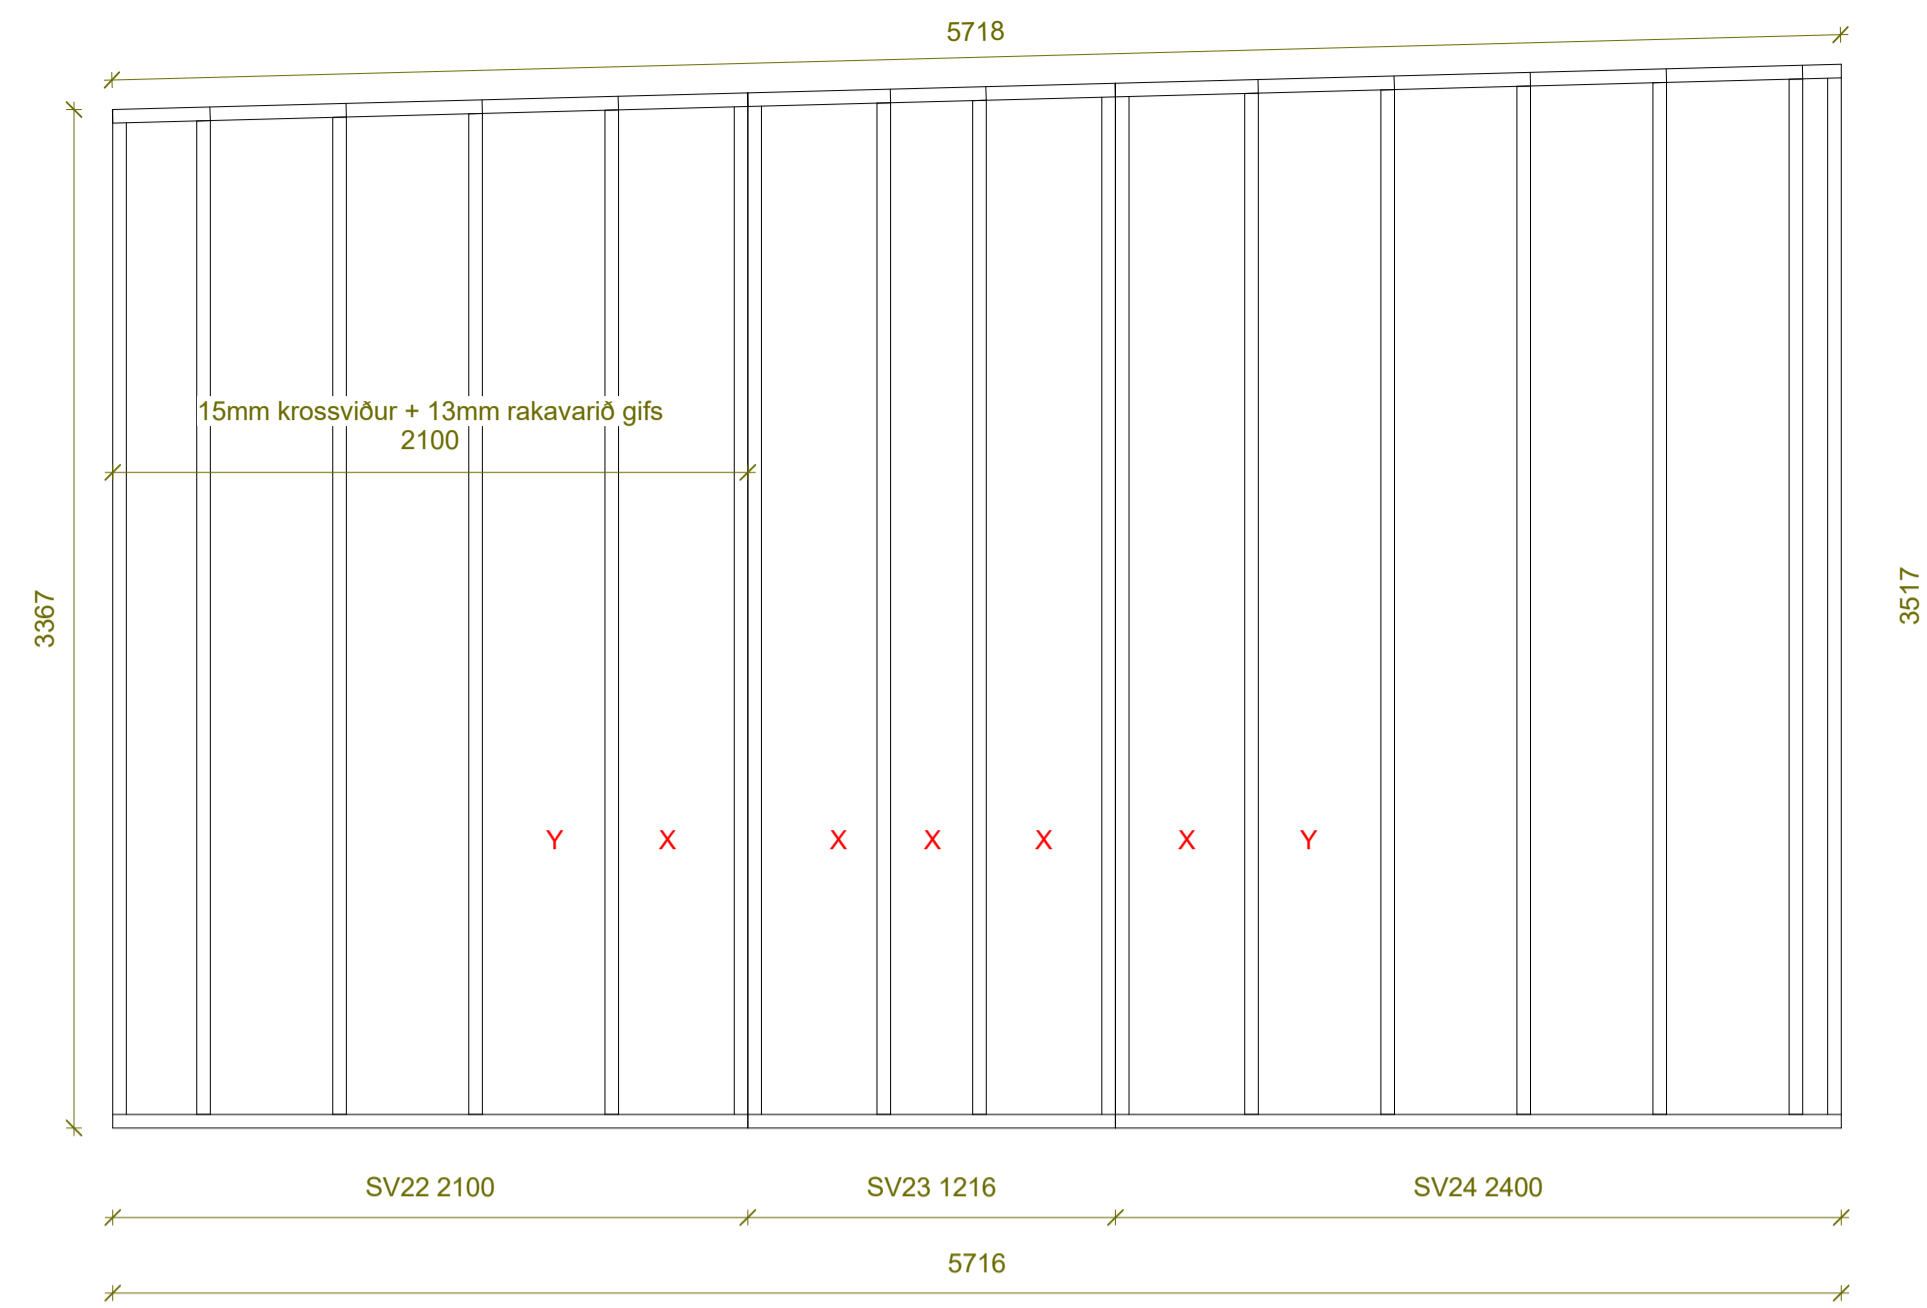 5718
15mm krossviður + 13mm rakavarið gifs
2100
3367
3517
Y X X X X X Y
SV22 2100 SV23 1216 SV24 2400
5716